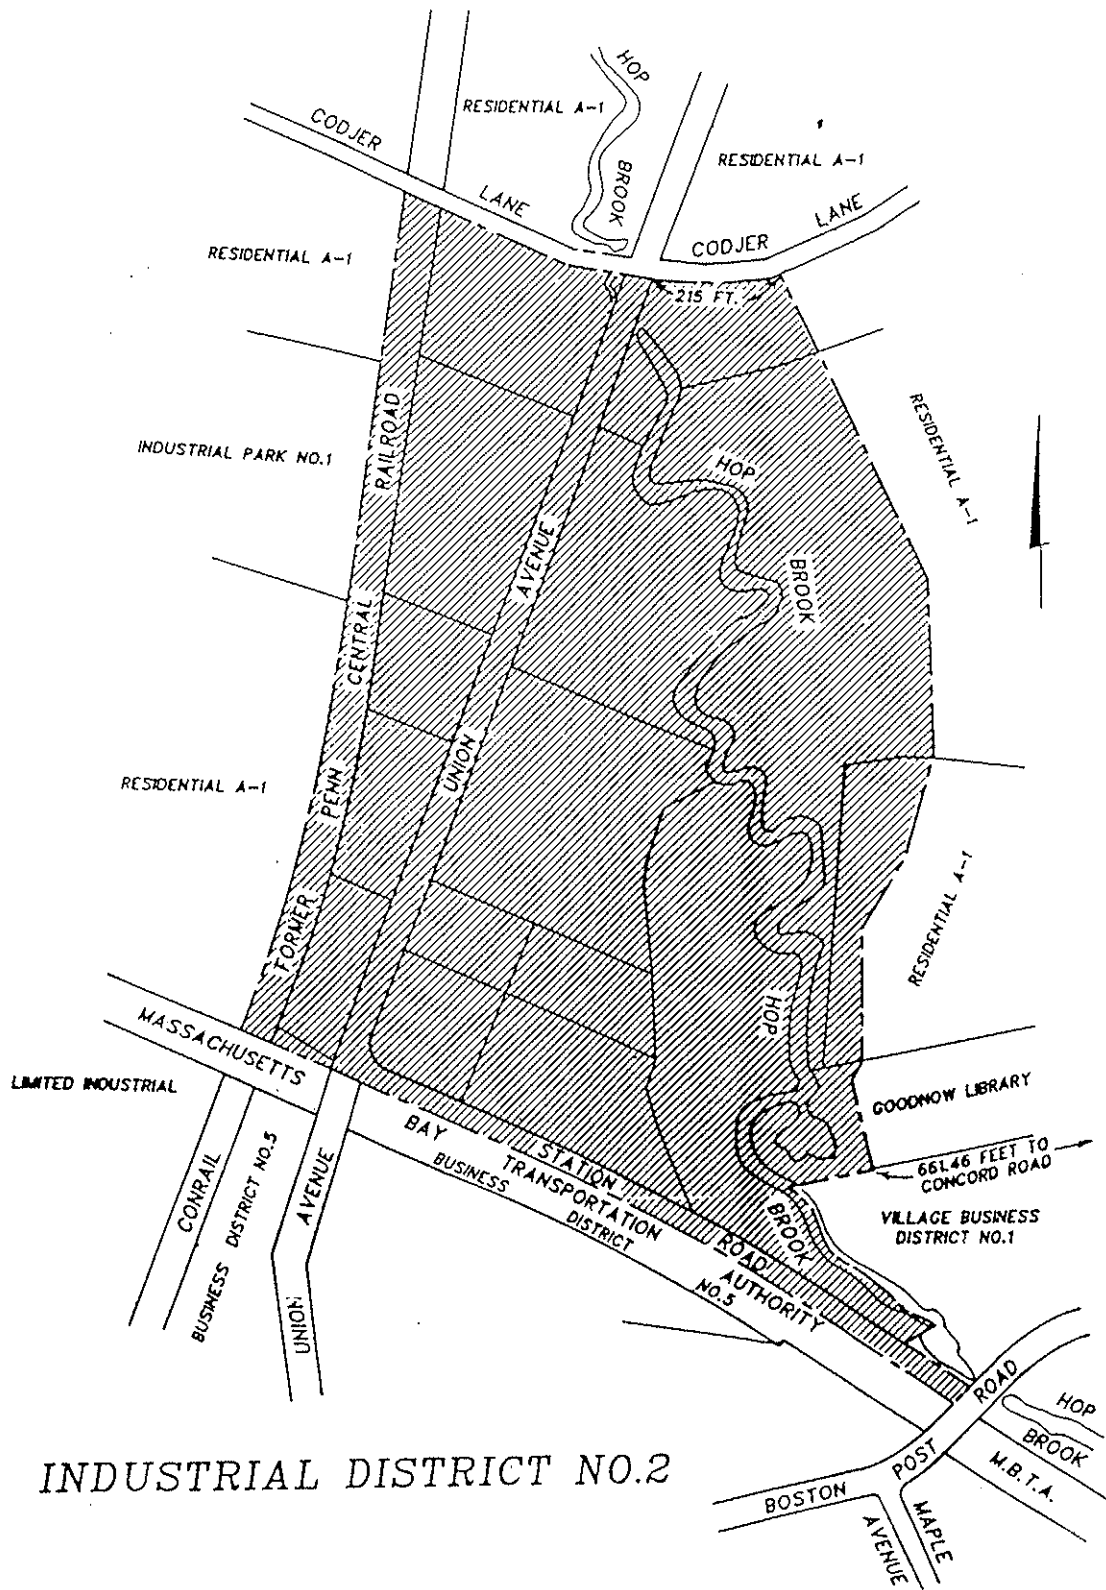 HOP
BROOK
RESIDENTIAL A-1
RESIDENTIAL A-1
CODJER
LANE
CODJER
LANE
RESIDENTIAL A-1
215 FT.
RESIDENTIAL A-1
INDUSTRIAL PARK NO.1
HOP
BROOK
FORMER PENN CENTRAL RAILROAD
UNION AVENUE
RESIDENTIAL A-1
RESIDENTIAL A-1
HOP
BROOK
MASSACHUSETTS
BAY
TRANSPORTATION
AUTHORITY
STATION
ROAD
LIMITED INDUSTRIAL
GOODNOW LIBRARY
661.46 FEET TO
CONCORD ROAD
VILLAGE BUSINESS
DISTRICT NO.1
CONRAIL
BUSINESS DISTRICT NO.5
UNION AVENUE
BUSINESS
DISTRICT
NO.5
BOSTON POST ROAD
HOP
BROOK
M.B.T.A.
MAPLE
AVENUE
INDUSTRIAL DISTRICT NO.2